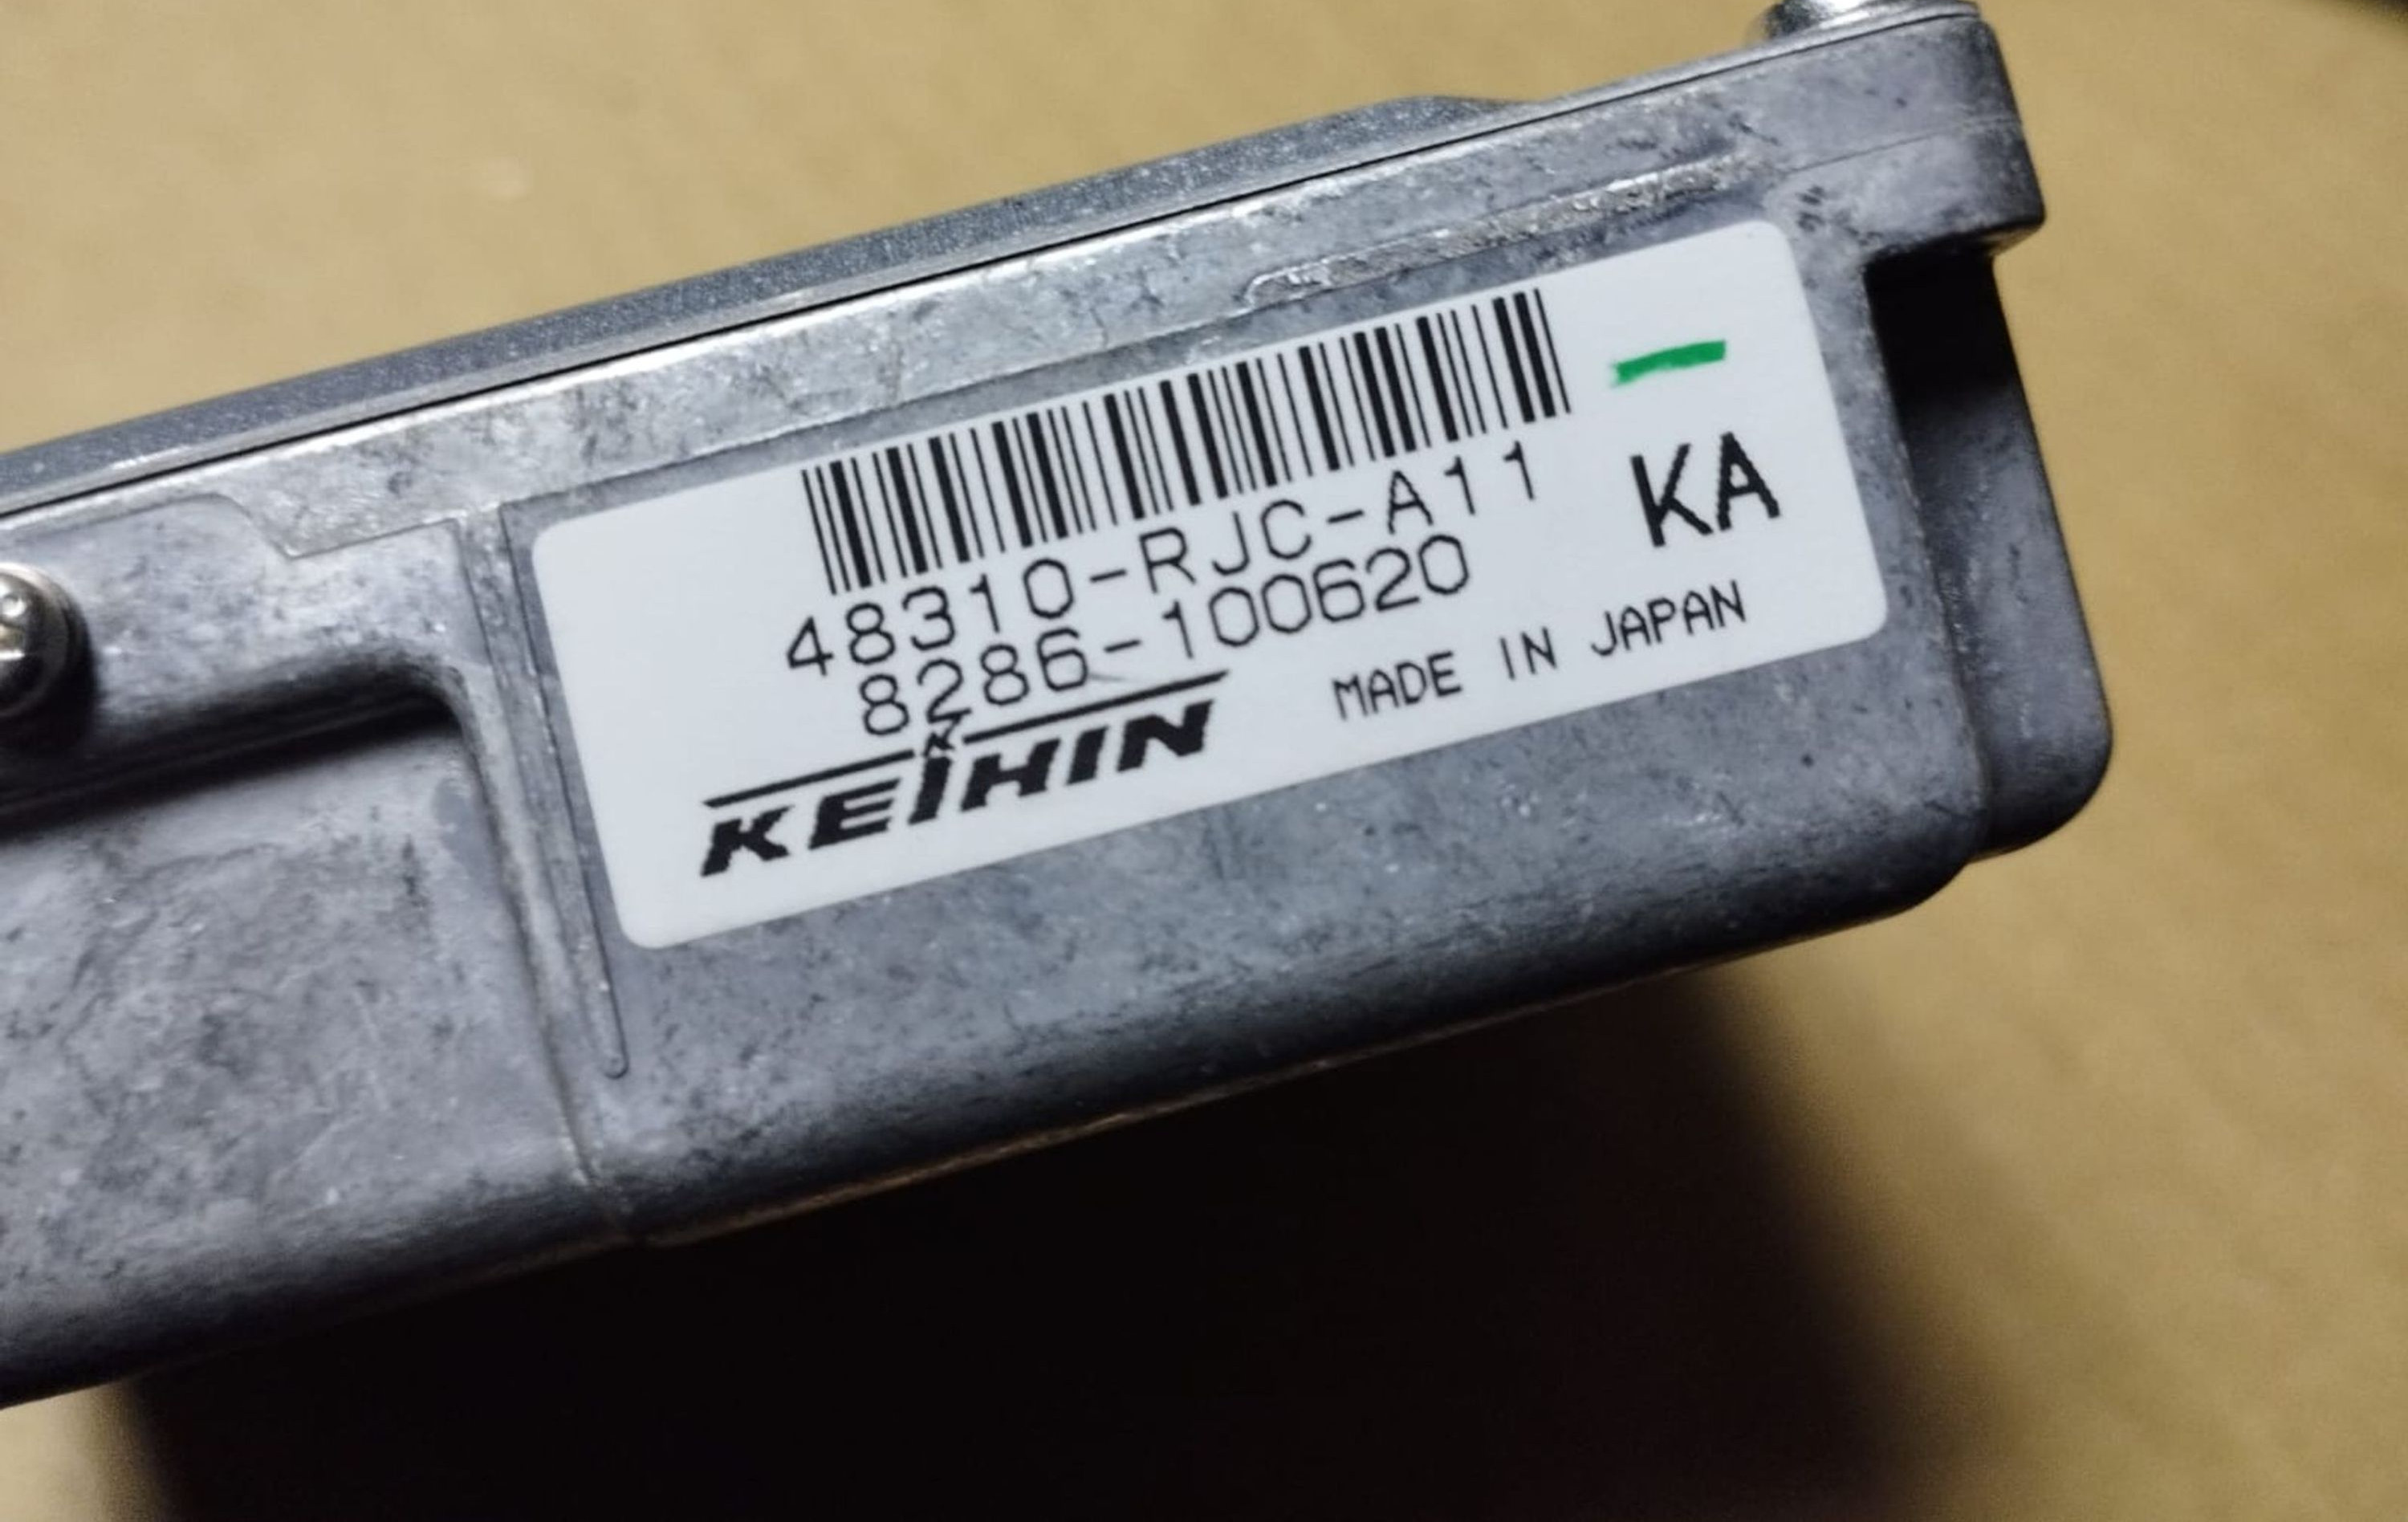 48310-RJC-A11
KA
8286-100620
KEIHIN
MADE IN JAPAN